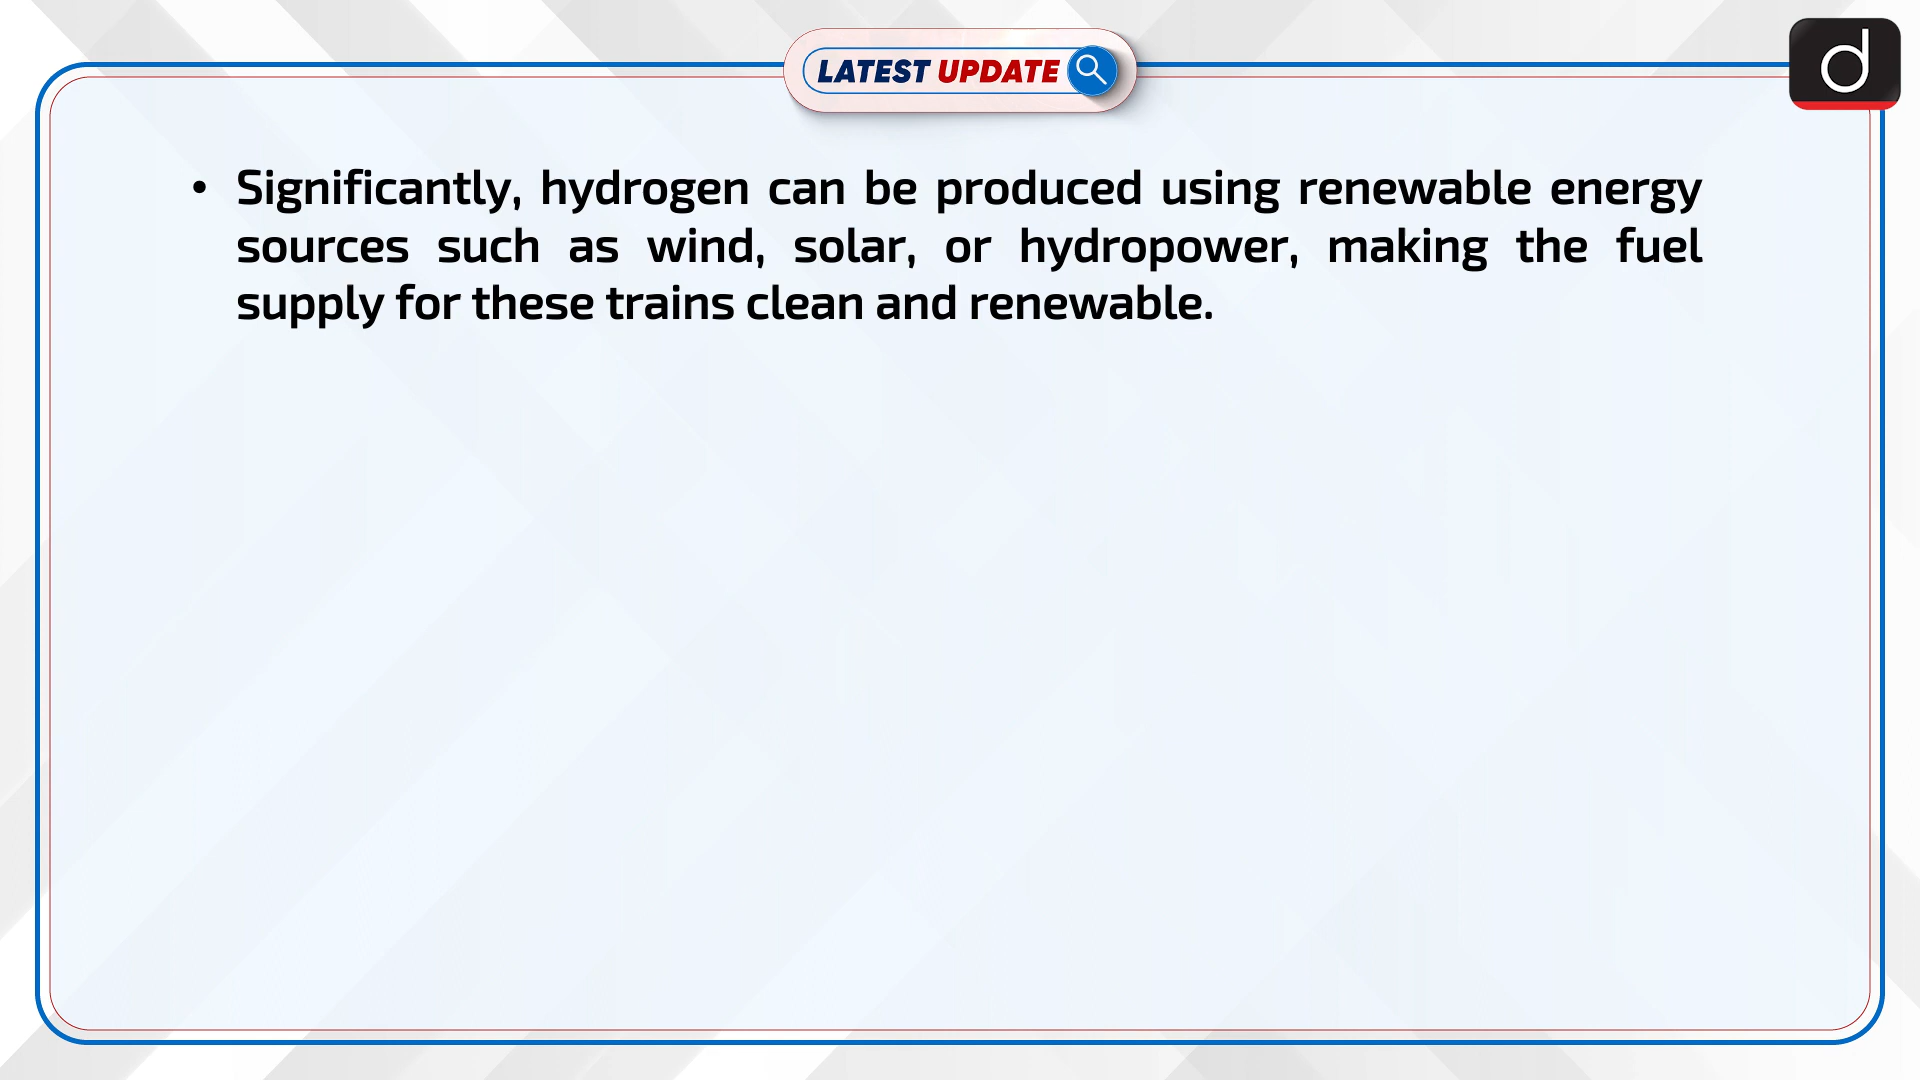 LATEST UPDATE
d
• Significantly, hydrogen can be produced using renewable energy
sources such as wind, solar, or hydropower, making the fuel
supply for these trains clean and renewable.